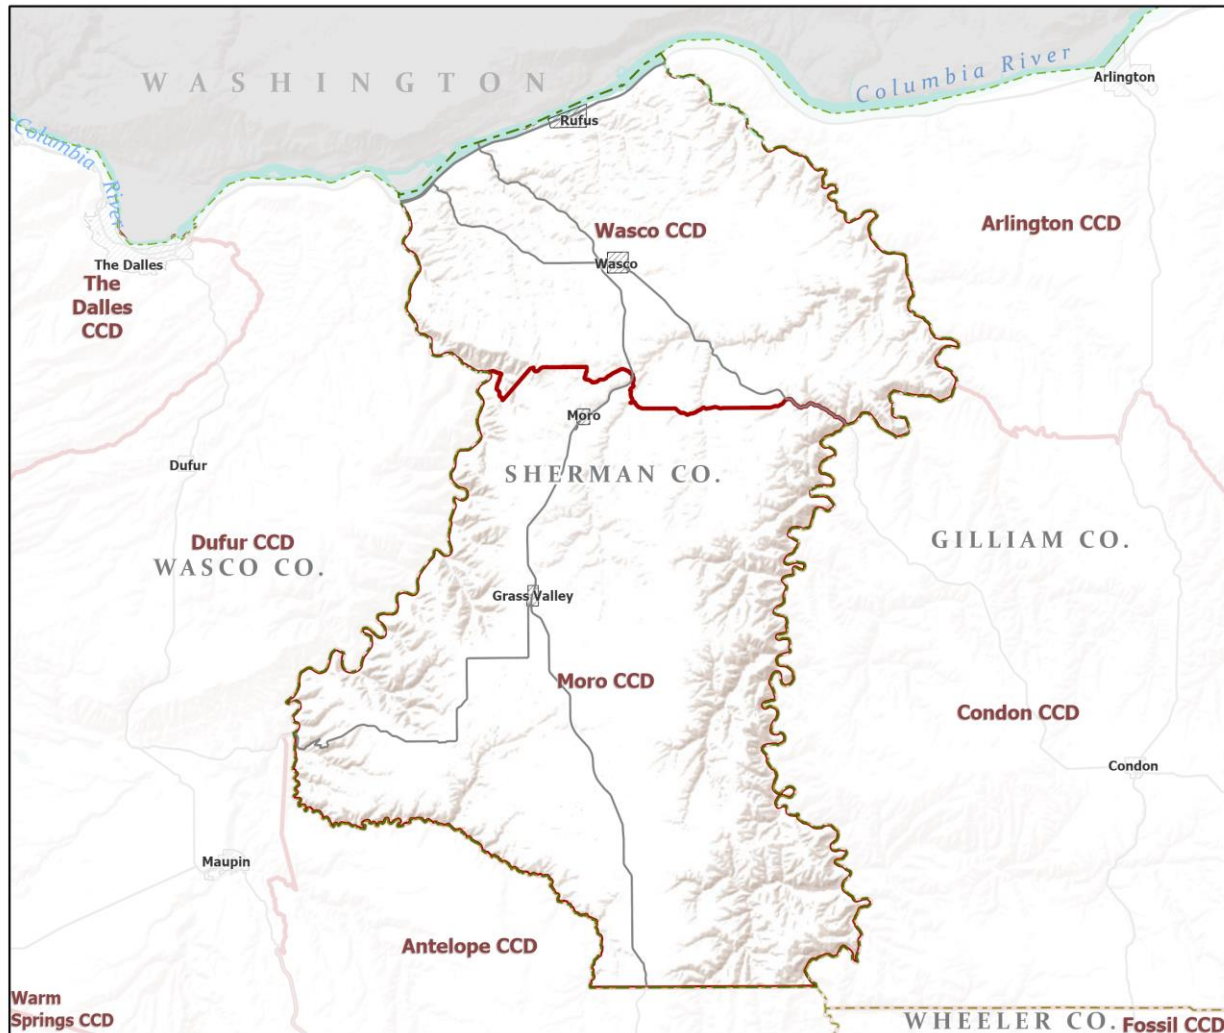 WASHINGTON
Columbia River
Arlington
Columbia River
Rufus
The Dalles
The
Dalles
CCD
Wasco CCD
Wasco
Arlington CCD
Moro
Dufur
SHERMAN CO.
Dufur CCD
WASCO CO.
GILLIAM CO.
Grass Valley
Moro CCD
Condon CCD
Condon
Maupin
Antelope CCD
Warm
Springs CCD
WHEELER CO.
Fossil CCD